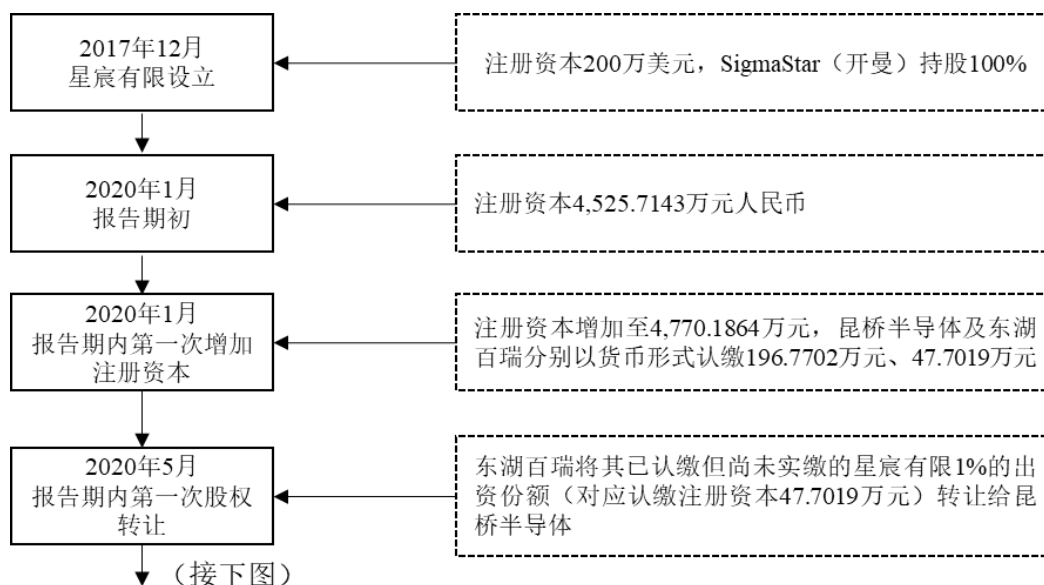 2017年12月
星宸有限设立
注册资本200万美元，SigmaStar（开曼）持股100%
2020年1月
报告期初
注册资本4,525.7143万元人民币
2020年1月
报告期内第一次增加
注册资本
注册资本增加至4,770.1864万元，昆桥半导体及东湖
百瑞分别以货币形式认缴196.7702万元、47.7019万元
2020年5月
报告期内第一次股权
转让
东湖百瑞将其已认缴但尚未实缴的星宸有限1%的出
资份额（对应认缴注册资本47.7019万元）转让给昆
桥半导体
（接下图）